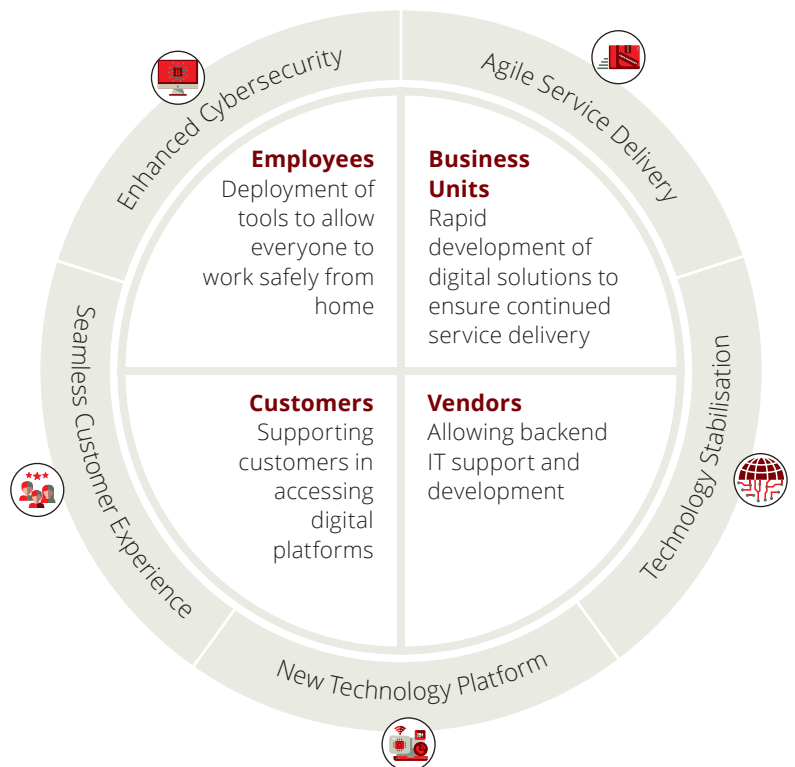 Enhanced Cybersecurity
Agile Service Delivery
Employees
Deployment of
tools to allow
everyone to
work safely from
home
Business
Units
Rapid
development of
digital solutions to
ensure continued
service delivery
Seamless Customer Experience
Technology Stabilisation
Customers
Supporting
customers in
accessing
digital
platforms
Vendors
Allowing backend
IT support and
development
New Technology Platform